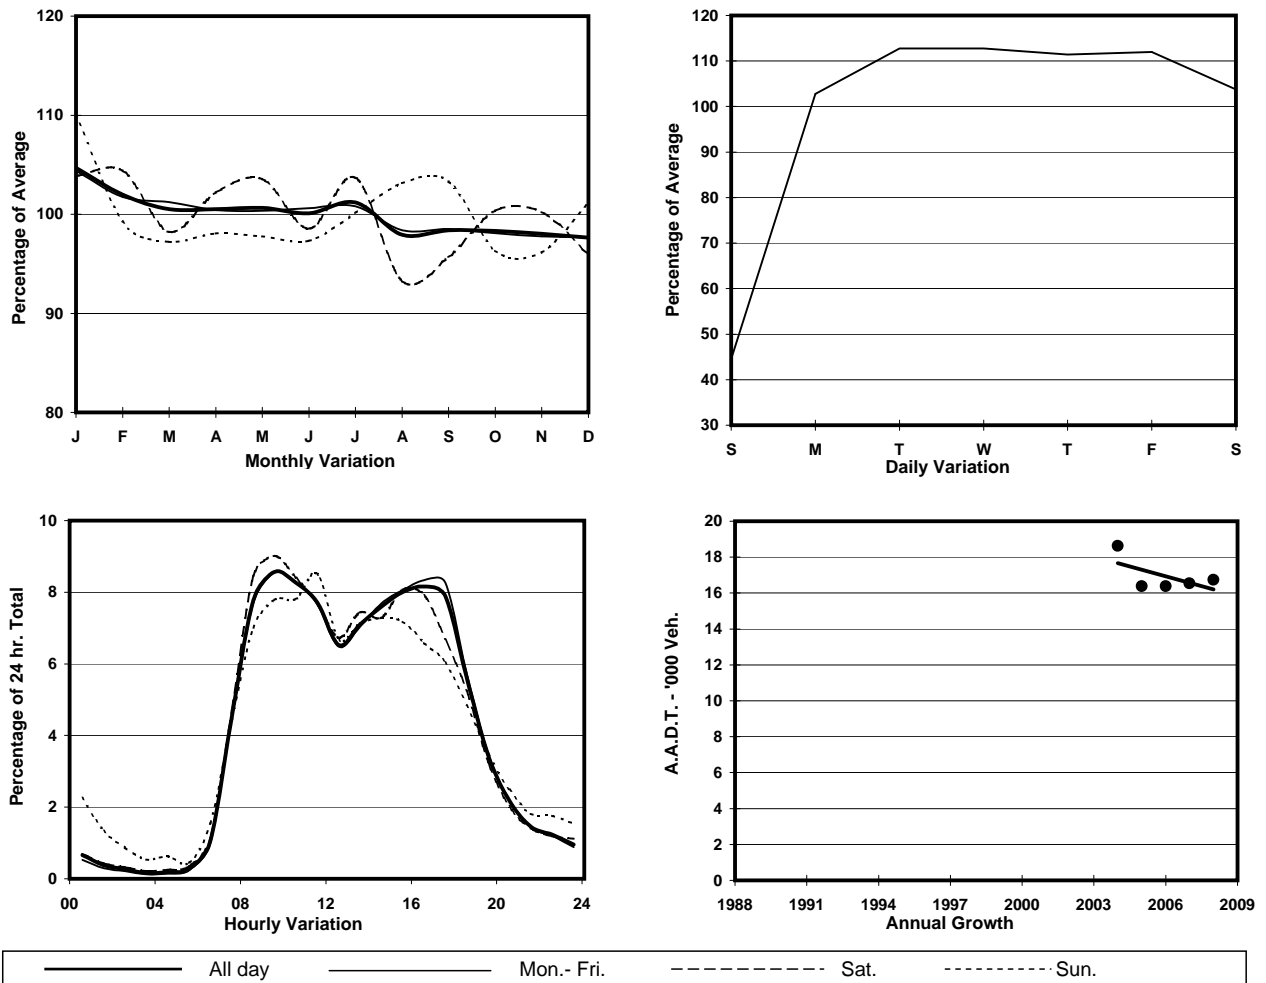 120
110
100
90
80
Percentage of Average
J F M A M J J A S O N D
Monthly Variation
120
110
100
90
80
70
60
50
40
30
Percentage of Average
S M T W T F S
Daily Variation
10
8
6
4
2
0
Percentage of 24 hr. Total
00 04 08 12 16 20 24
Hourly Variation
20
18
16
14
12
10
8
6
4
2
0
A.A.D.T. - '000 Veh.
1988 1991 1994 1997 2000 2003 2006 2009
Annual Growth
All day Mon.- Fri. Sat. Sun.